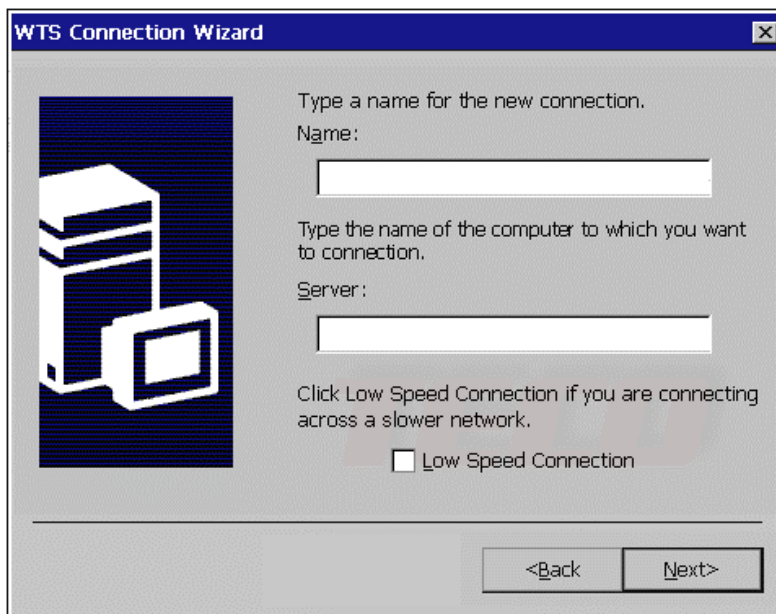 WTS Connection Wizard
Type a name for the new connection.
Name:
Type the name of the computer to which you want
to connection.
Server:
Click Low Speed Connection if you are connecting
across a slower network.
Low Speed Connection
<Back
Next>